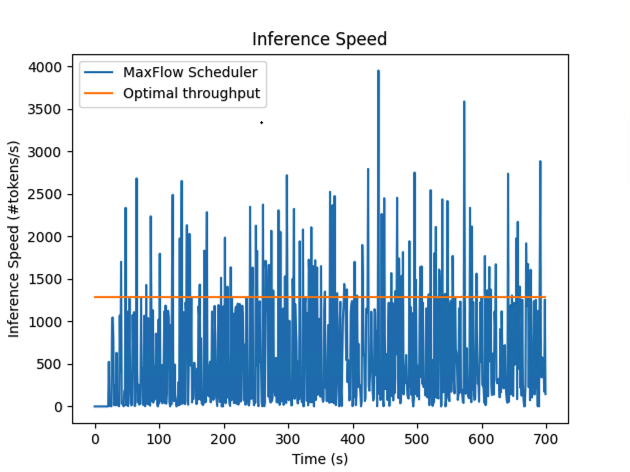 Inference Speed
MaxFlow Scheduler
Optimal throughput
Inference Speed (#tokens/s)
4000
3500
3000
2500
2000
1500
1000
500
0
0 100 200 300 400 500 600 700
Time (s)